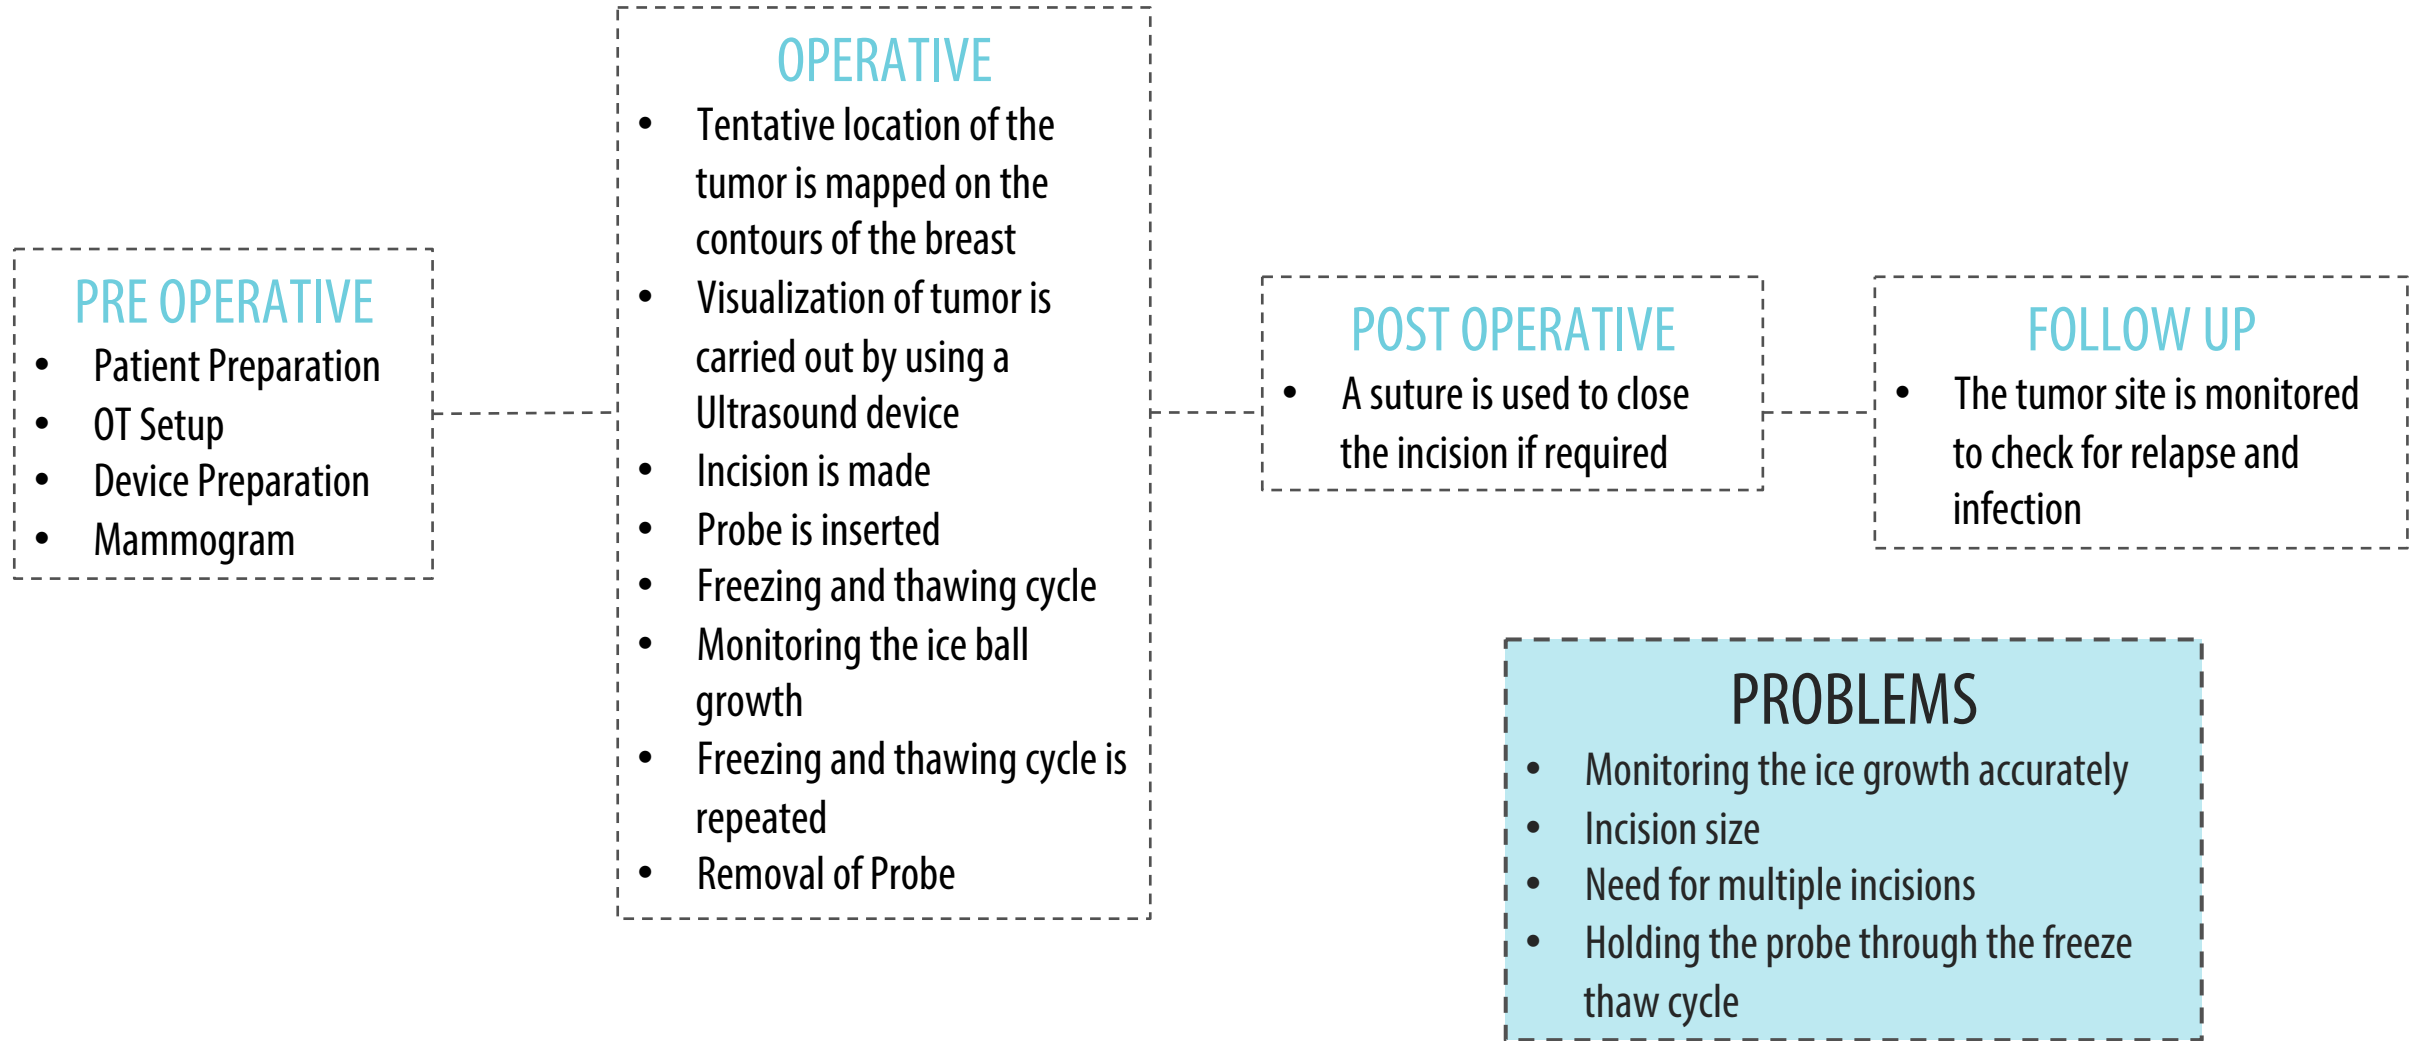 PRE OPERATIVE
• Patient Preparation
• OT Setup
• Device Preparation
• Mammogram
OPERATIVE
• Tentative location of the
tumor is mapped on the
contours of the breast
• Visualization of tumor is
carried out by using a
Ultrasound device
• Incision is made
• Probe is inserted
• Freezing and thawing cycle
• Monitoring the ice ball
growth
• Freezing and thawing cycle is
repeated
• Removal of Probe
POST OPERATIVE
• A suture is used to close
the incision if required
FOLLOW UP
• The tumor site is monitored
to check for relapse and
infection
PROBLEMS
• Monitoring the ice growth accurately
• Incision size
• Need for multiple incisions
• Holding the probe through the freeze
thaw cycle